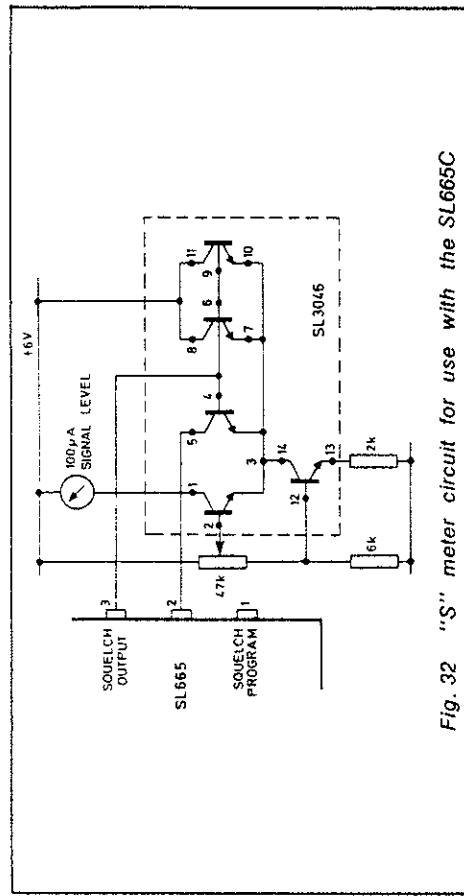 +6V
100µA
SIGNAL LEVEL
SQUELCH
OUTPUT
3
SL665
2
SQUELCH
PROGRAM
1
47k
2
1
5
4
8
6
9
11
7
10
3
14
12
13
SL3046
6k
2k
Fig. 32 "S" meter circuit for use with the SL665C